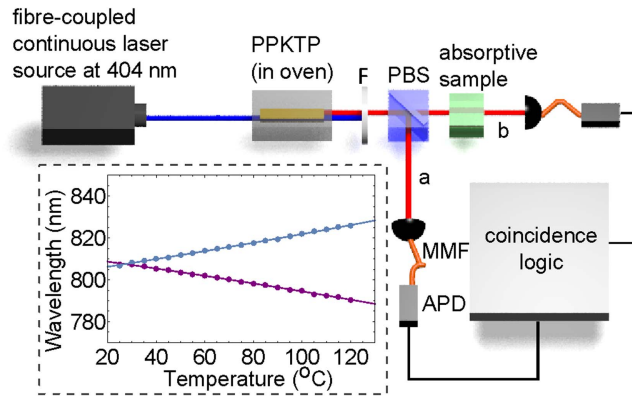 fibre-coupled
continuous laser
source at 404 nm
PPKTP
(in oven)
F
PBS
absorptive
sample
b
a
MMF
APD
coincidence
logic
Wavelength (nm)
840
820
800
780
20 40 60 80 100 120
Temperature (°C)